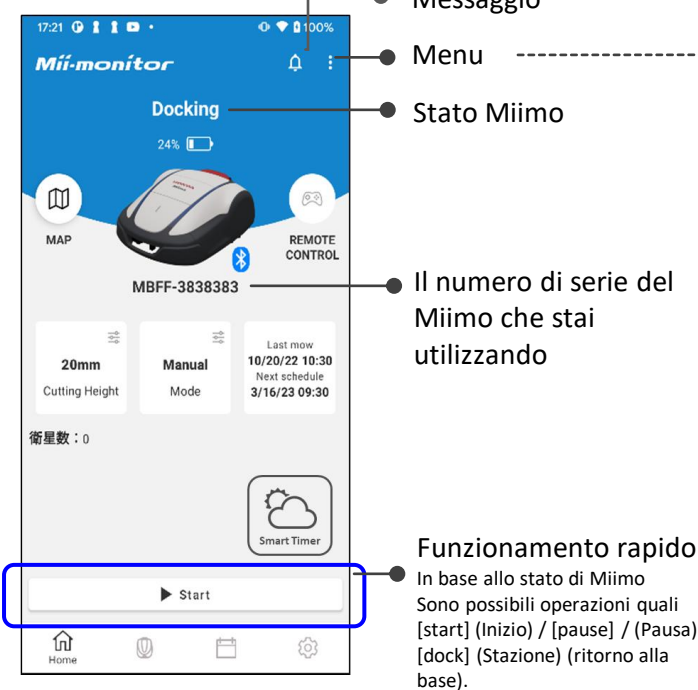 Messaggio
17:21
100%
Mii-monitor
Menu
Docking
Stato Miimo
24%
MAP
REMOTE
CONTROL
MBFF-3838383
Il numero di serie del
Miimo che stai
utilizzando
20mm
Cutting Height
Manual
Mode
Last mow
10/20/22 10:30
Next schedule
3/16/23 09:30
衛星数：0
Smart Timer
Funzionamento rapido
In base allo stato di Miimo
Sono possibili operazioni quali
[start] (Inizio) / [pause] / (Pausa)
[dock] (Stazione) (ritorno alla
base).
Start
Home